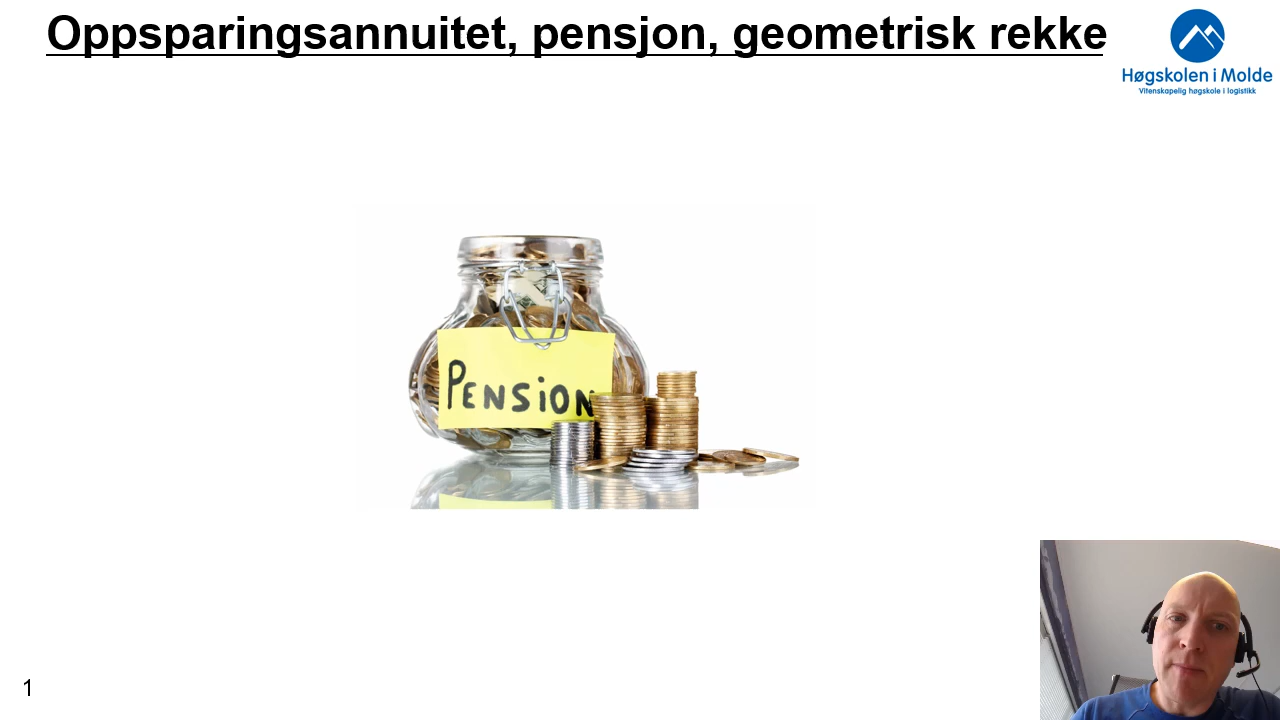 Oppsparingsannuitet, pensjon, geometrisk rekke
Høgskolen i Molde
Vitenskapelig høgskole i logistikk
PENSION
1